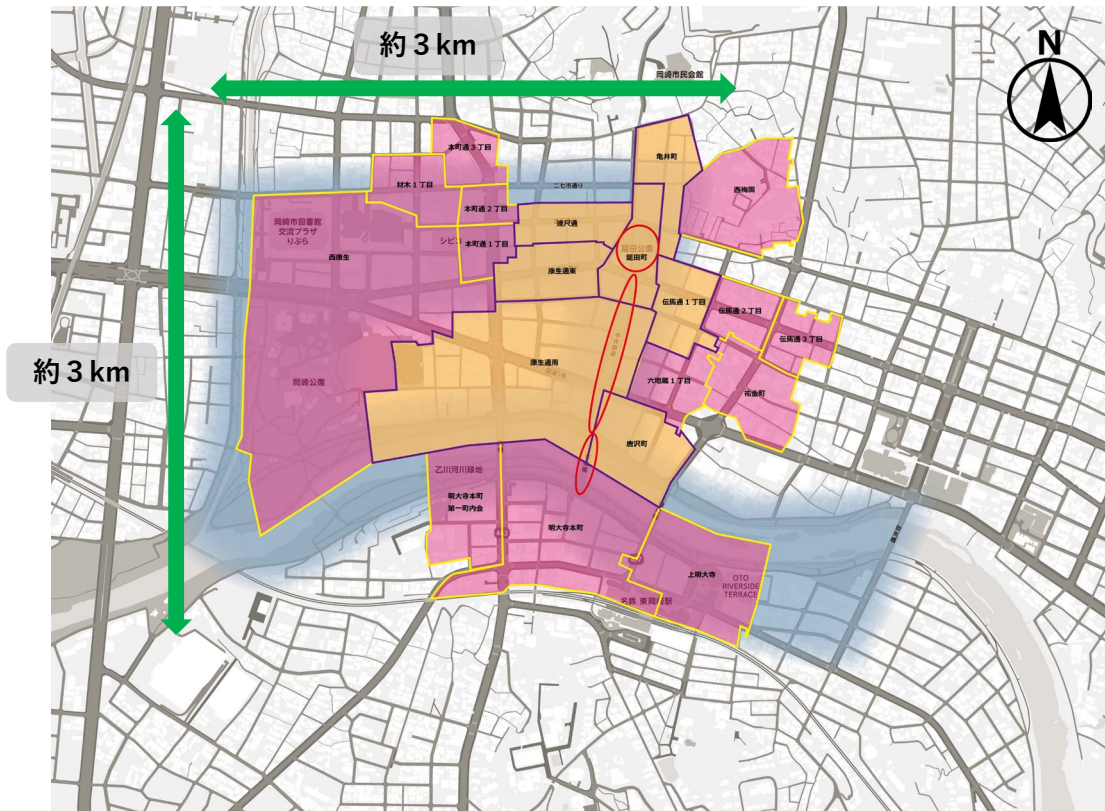 約３km
N
岡崎市民会館
亀井町
本町通３丁目
西梅園
材木１丁目
二七市通り
本町通２丁目
岡崎市図書館
交流プラザ
りぶら
連尺通
シビコ
本町通１丁目
籠田公園
籠田町
西康生
康生通東
伝馬通１丁目
伝馬通２丁目
伝馬通３丁目
約３km
康生通南
国道1号
岡崎公園
六地蔵１丁目
祐金町
唐沢町
乙川河川緑地
明大寺本町
第一町内会
明大寺本町
上明大寺
OTO
RIVERSIDE
TERRACE
名鉄 東岡崎駅